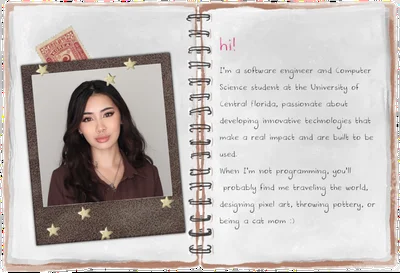 hi!
I'm a software engineer and Computer
Science student at the University of
Central Florida, passionate about
developing innovative technologies that
make a real impact and are built to be
used.
When I'm not programming, you'll
probably find me traveling the world,
designing pixel art, throwing pottery, or
being a cat mom :)